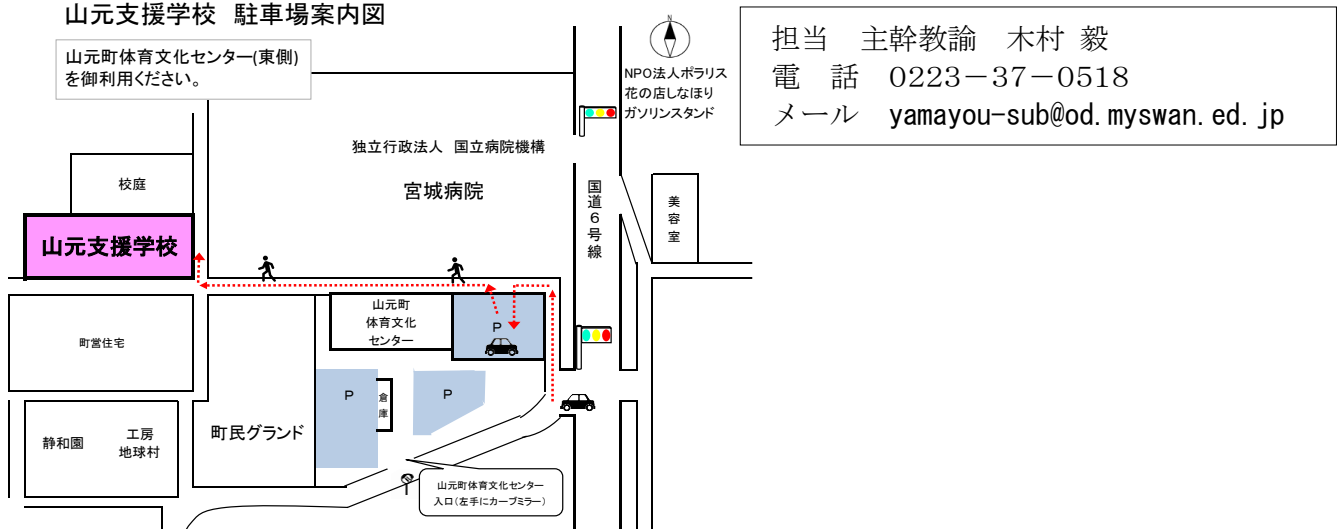 山元支援学校 駐車場案内図
山元町体育文化センター(東側)
を御利用ください。
N
NPO法人ポラリス
花の店しなほり
ガソリンスタンド
担当 主幹教諭 木村 毅
電 話 0223-37-0518
メール yamayou-sub@od.myswan.ed.jp
独立行政法人 国立病院機構
宮城病院
校庭
山元支援学校
国道6号線
美容室
山元町
体育文化
センター
P
町営住宅
P
倉庫
P
町民グランド
静和園
工房
地球村
山元町体育文化センター
入口(左手にカーブミラー)